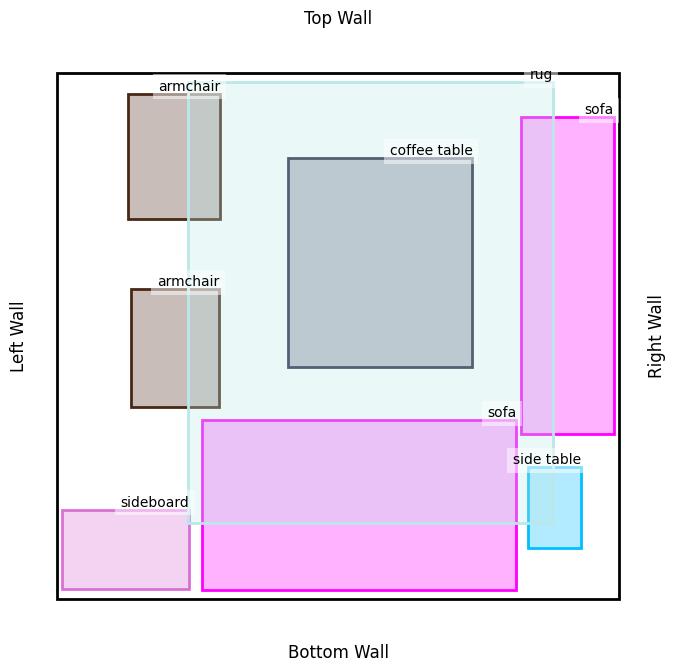 Top Wall
rug
armchair
sofa
coffee table
armchair
Left Wall
Right Wall
sofa
side table
sideboard
Bottom Wall